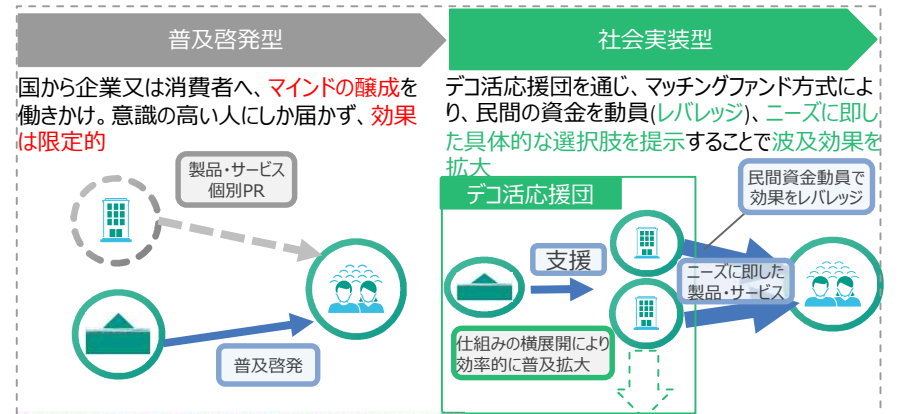 普及啓発型
社会実装型
国から企業又は消費者へ、マインドの醸成を
働きかけ。意識の高い人にしか届かず、効果
は限定的
デコ活応援団を通じ、マッチングファンド方式によ
り、民間の資金を動員(レバレッジ)、ニーズに即し
た具体的な選択肢を提示することで波及効果を
拡大
製品・サービス
個別PR
普及啓発
デコ活応援団
民間資金動員で
効果をレバレッジ
支援
ニーズに即した
製品・サービス
仕組みの横展開により
効率的に普及拡大